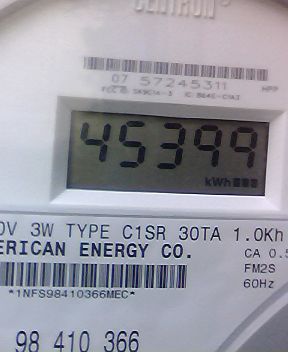 CENTRON®
07 57245311
45399
kWh
0V 3W TYPE C1SR 30TA 1.0Kh
ERICAN ENERGY CO.
CA 0.5
FM2S
60Hz
*1NFS98410366MEC*
98 410 366